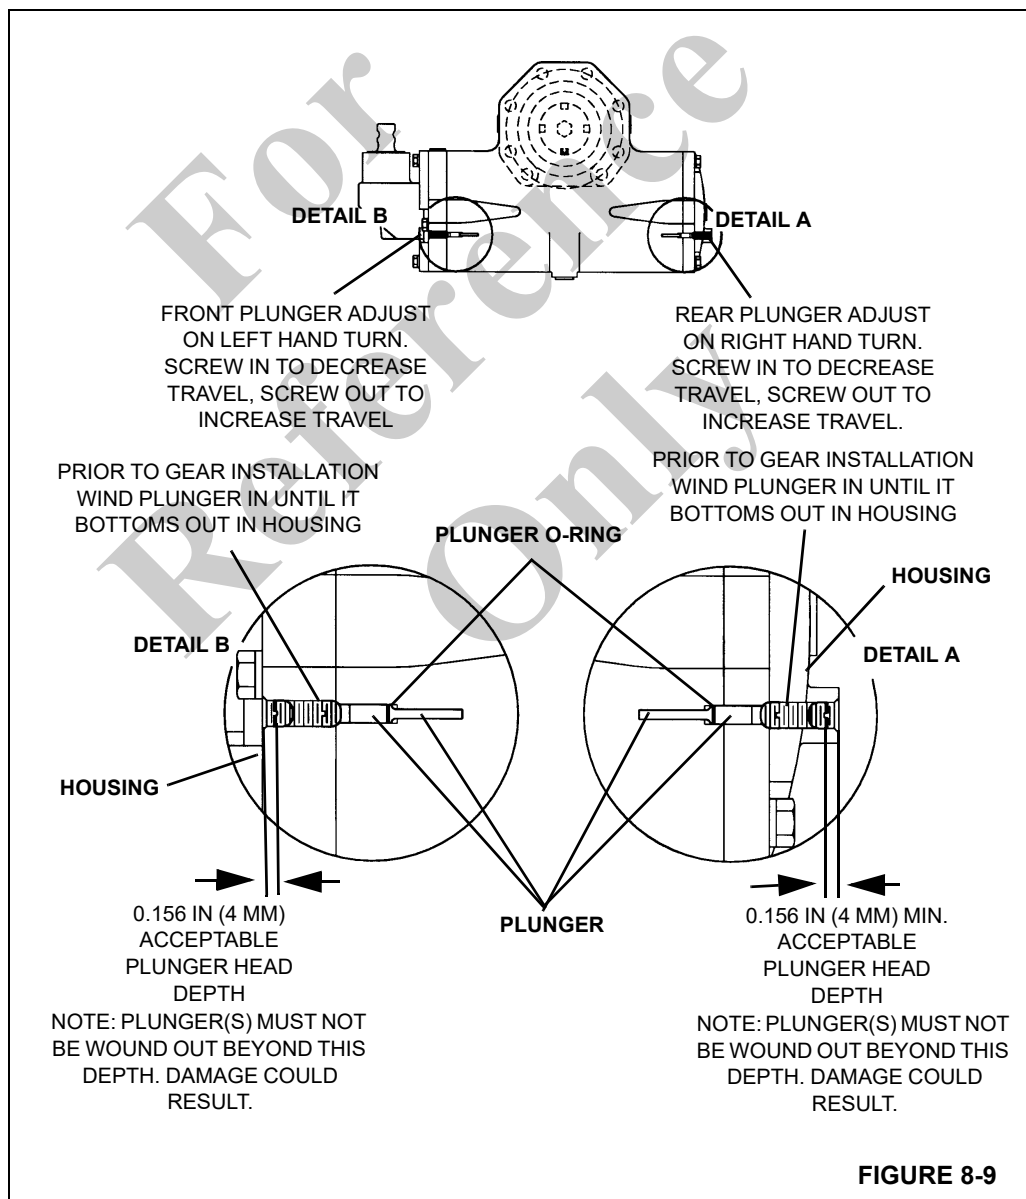 For
Reference
Only
DETAIL B
DETAIL A
FRONT PLUNGER ADJUST
ON LEFT HAND TURN.
SCREW IN TO DECREASE
TRAVEL, SCREW OUT TO
INCREASE TRAVEL
REAR PLUNGER ADJUST
ON RIGHT HAND TURN.
SCREW IN TO DECREASE
TRAVEL, SCREW OUT TO
INCREASE TRAVEL.
PRIOR TO GEAR INSTALLATION
WIND PLUNGER IN UNTIL IT
BOTTOMS OUT IN HOUSING
PRIOR TO GEAR INSTALLATION
WIND PLUNGER IN UNTIL IT
BOTTOMS OUT IN HOUSING
PLUNGER O-RING
HOUSING
DETAIL B
DETAIL A
HOUSING
PLUNGER
0.156 IN (4 MM)
ACCEPTABLE
PLUNGER HEAD
DEPTH
NOTE: PLUNGER(S) MUST NOT
BE WOUND OUT BEYOND THIS
DEPTH. DAMAGE COULD
RESULT.
0.156 IN (4 MM) MIN.
ACCEPTABLE
PLUNGER HEAD
DEPTH
NOTE: PLUNGER(S) MUST NOT
BE WOUND OUT BEYOND THIS
DEPTH. DAMAGE COULD
RESULT.
FIGURE 8-9